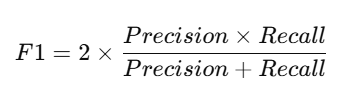 F1 = 2 × Precision × Recall / Precision + Recall